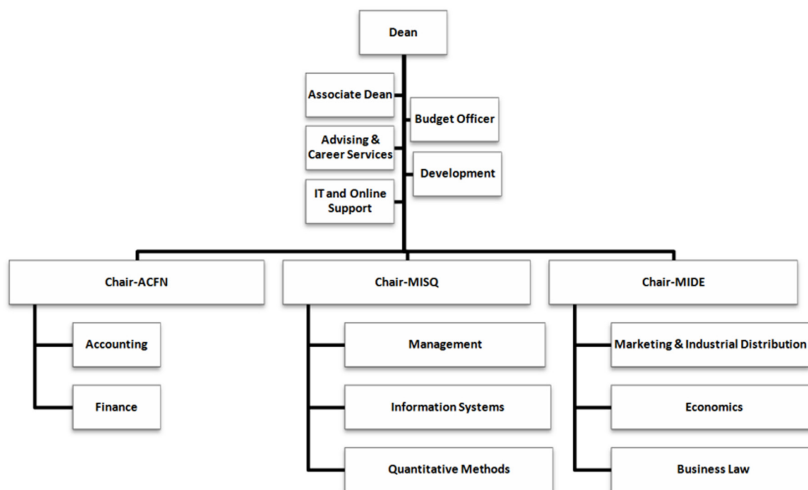 Dean
Associate Dean
Budget Officer
Advising &
Career Services
Development
IT and Online
Support
Chair-ACFN
Chair-MISQ
Chair-MIDE
Accounting
Management
Marketing & Industrial Distribution
Finance
Information Systems
Economics
Quantitative Methods
Business Law